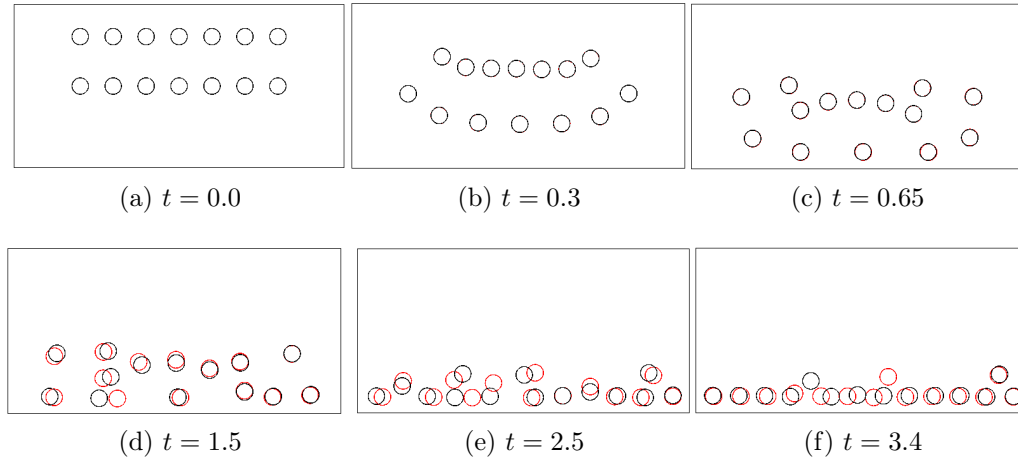 (a) t = 0.0
(b) t = 0.3
(c) t = 0.65
(d) t = 1.5
(e) t = 2.5
(f) t = 3.4